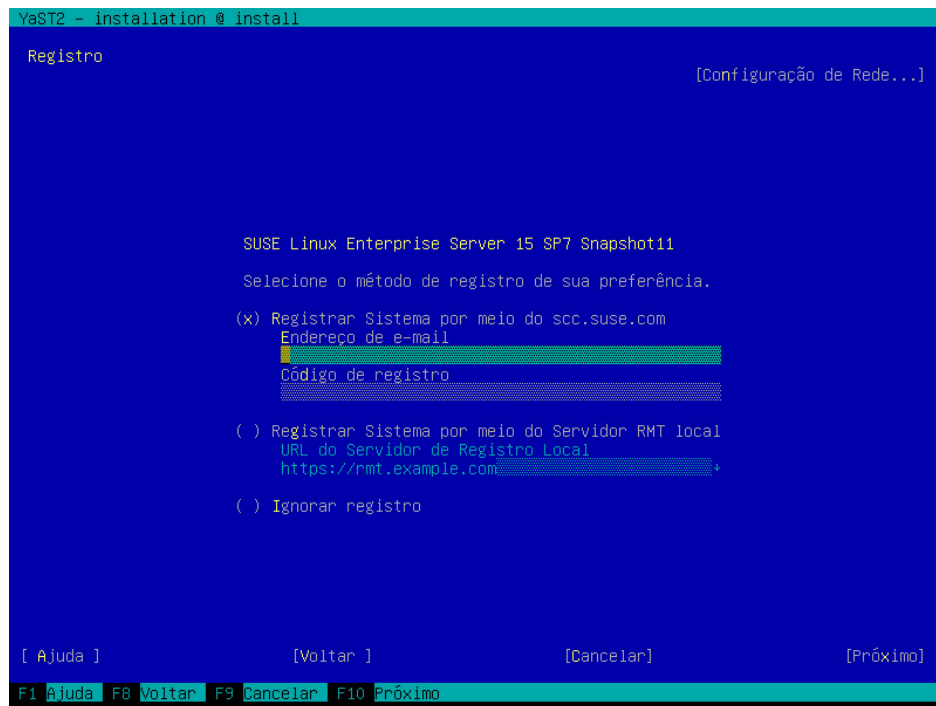 YaST2 - installation @ install
Registro
[Configuração de Rede...]
SUSE Linux Enterprise Server 15 SP7 Snapshot11
Selecione o método de registro de sua preferência.
(x) Registrar Sistema por meio do scc.suse.com
Endereço de e-mail
Código de registro
( ) Registrar Sistema por meio do Servidor RMT local
URL do Servidor de Registro Local
https://rmt.example.com
( ) Ignorar registro
[ Ajuda ] [Voltar ] [Cancelar] [Próximo]
F1 Ajuda F8 Voltar F9 Cancelar F10 Próximo